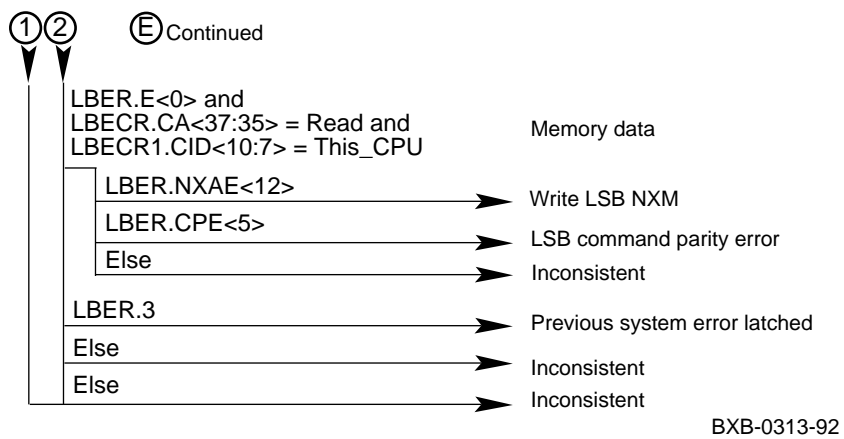 1 2 E Continued
LBER.E<0> and
LBECR.CA<37:35> = Read and
LBECR1.CID<10:7> = This_CPU
Memory data
LBER.NXAE<12>
Write LSB NXM
LBER.CPE<5>
LSB command parity error
Else
Inconsistent
LBER.3
Previous system error latched
Else
Inconsistent
Else
Inconsistent
BXB-0313-92